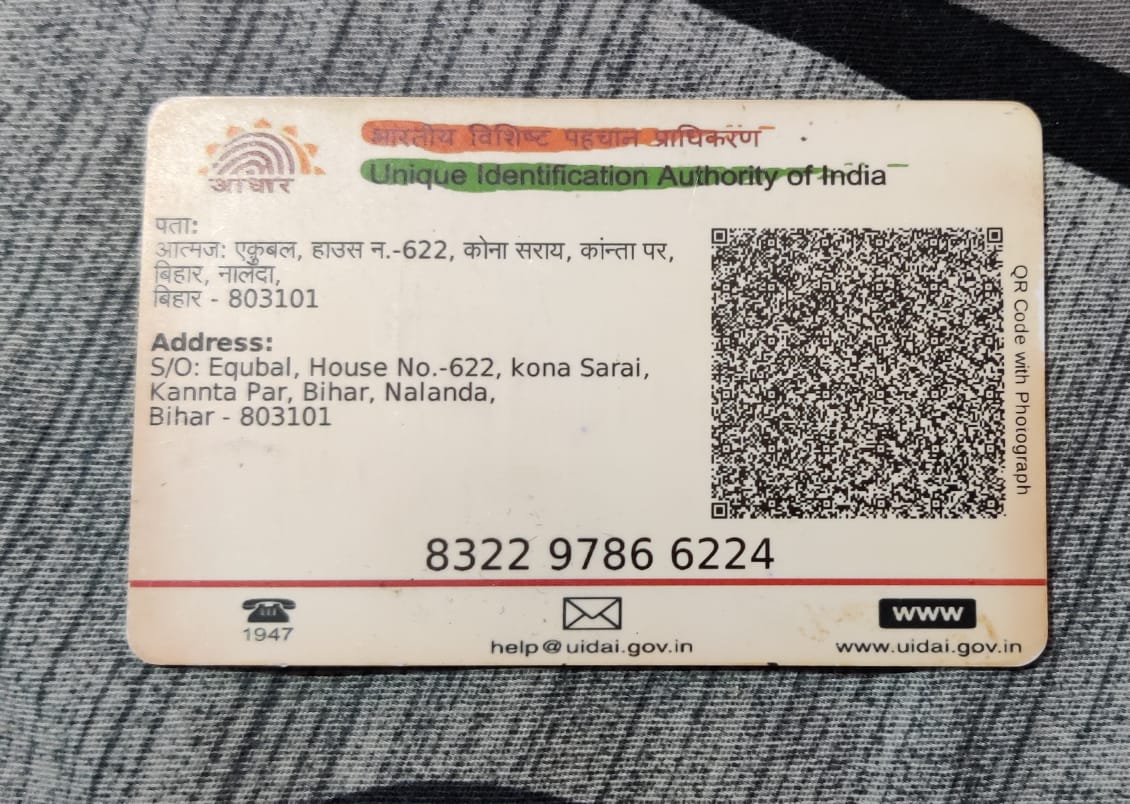 भारतीय विशिष्ट पहचान प्राधिकरण
Unique Identification Authority of India
आधार
पता:
आत्मज: एकुबल, हाउस न.-622, कोना सराय, कांन्ता पर,
बिहार, नालंदा,
बिहार - 803101
Address:
S/O: Equbal, House No.-622, kona Sarai,
Kannta Par, Bihar, Nalanda,
Bihar - 803101
QR Code with Photograph
8322 9786 6224
1947
help@uidai.gov.in
www
www.uidai.gov.in